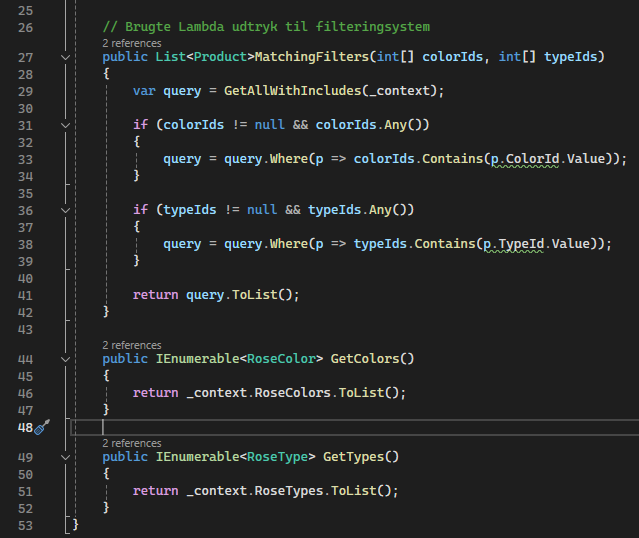 25
26 // Brugte Lambda udtryk til filteringsystem
2 references
27 public List<Product>MatchingFilters(int[] colorIds, int[] typeIds)
28 {
29 var query = GetAllWithIncludes(_context);
30
31 if (colorIds != null && colorIds.Any())
32 {
33 query = query.Where(p => colorIds.Contains(p.ColorId.Value));
34 }
35
36 if (typeIds != null && typeIds.Any())
37 {
38 query = query.Where(p => typeIds.Contains(p.TypeId.Value));
39 }
40
41 return query.ToList();
42 }
43
2 references
44 public IEnumerable<RoseColor> GetColors()
45 {
46 return _context.RoseColors.ToList();
47 }
48
2 references
49 public IEnumerable<RoseType> GetTypes()
50 {
51 return _context.RoseTypes.ToList();
52 }
53 }